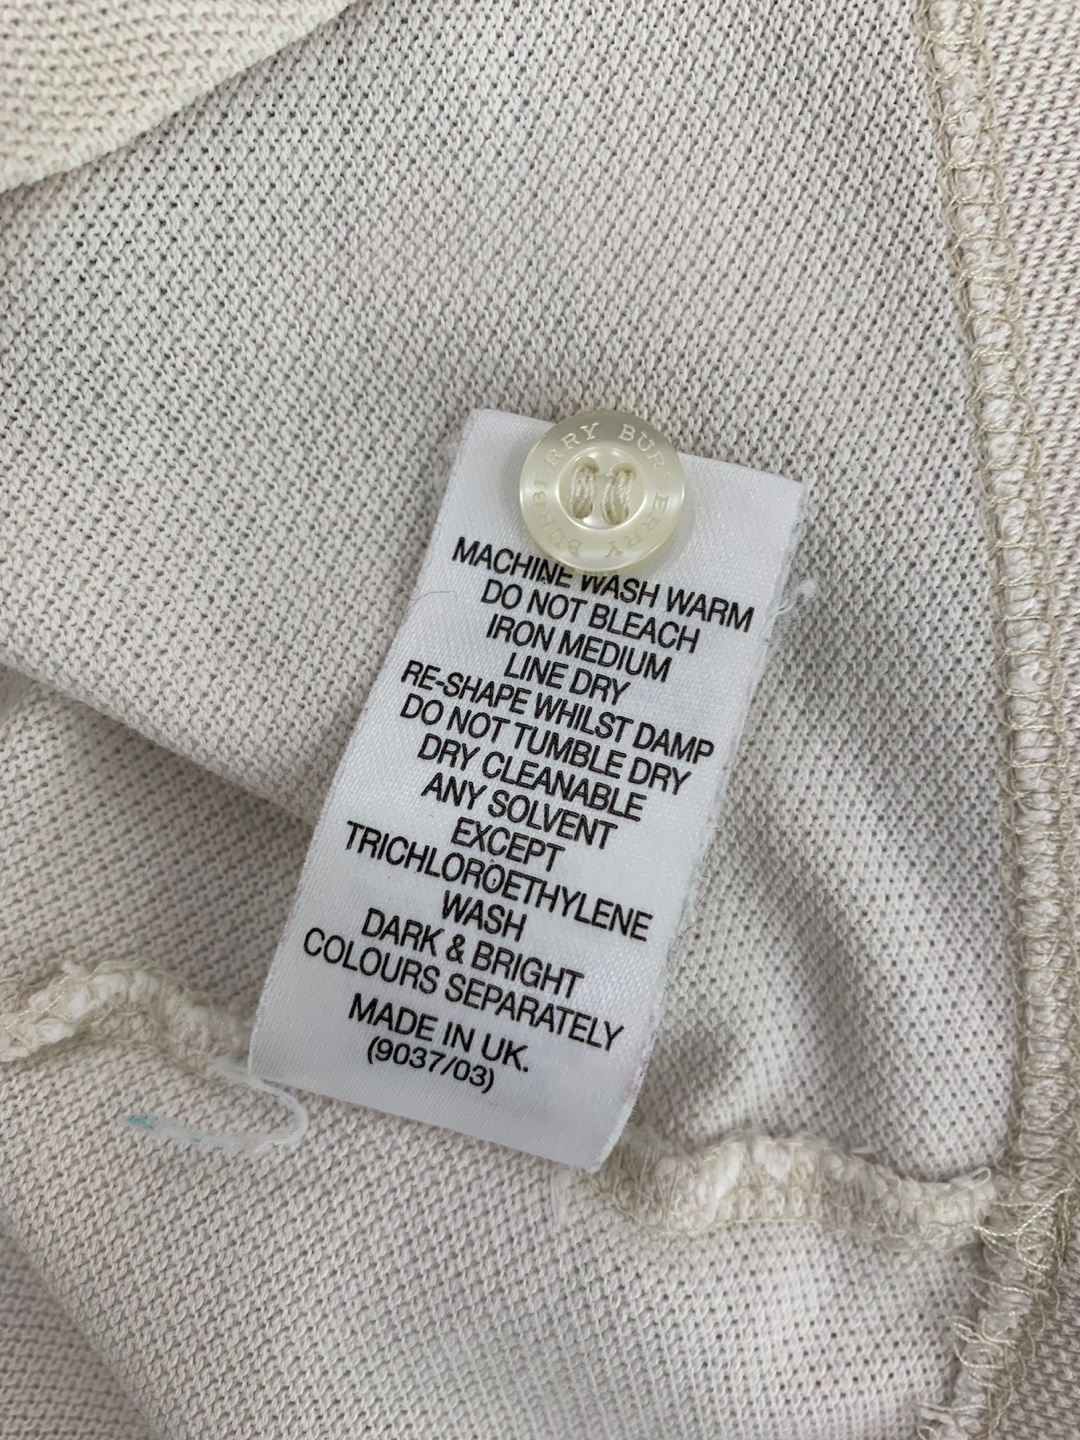 BURBERRY BURBERRY
MACHINE WASH WARM
DO NOT BLEACH
IRON MEDIUM
LINE DRY
RE-SHAPE WHILST DAMP
DO NOT TUMBLE DRY
DRY CLEANABLE
ANY SOLVENT
EXCEPT
TRICHLOROETHYLENE
WASH
DARK & BRIGHT
COLOURS SEPARATELY
MADE IN UK.
(9037/03)